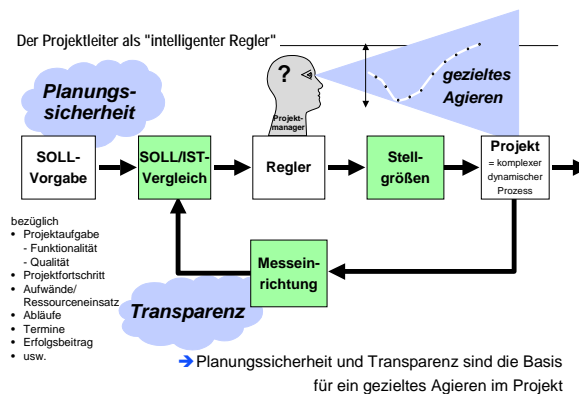 Der Projektleiter als "intelligenter Regler"
?
Projekt-
manager
gezieltes
Agieren
Planungs-
sicherheit
SOLL-
Vorgabe
SOLL/IST-
Vergleich
Regler
Stell-
größen
Projekt
= komplexer
dynamischer
Prozess
bezüglich
• Projektaufgabe
- Funktionalität
- Qualität
• Projektfortschritt
• Aufwände/
Ressourceneinsatz
• Abläufe
• Termine
• Erfolgsbeitrag
• usw.
Messein-
richtung
Transparenz
➔ Planungssicherheit und Transparenz sind die Basis
für ein gezieltes Agieren im Projekt